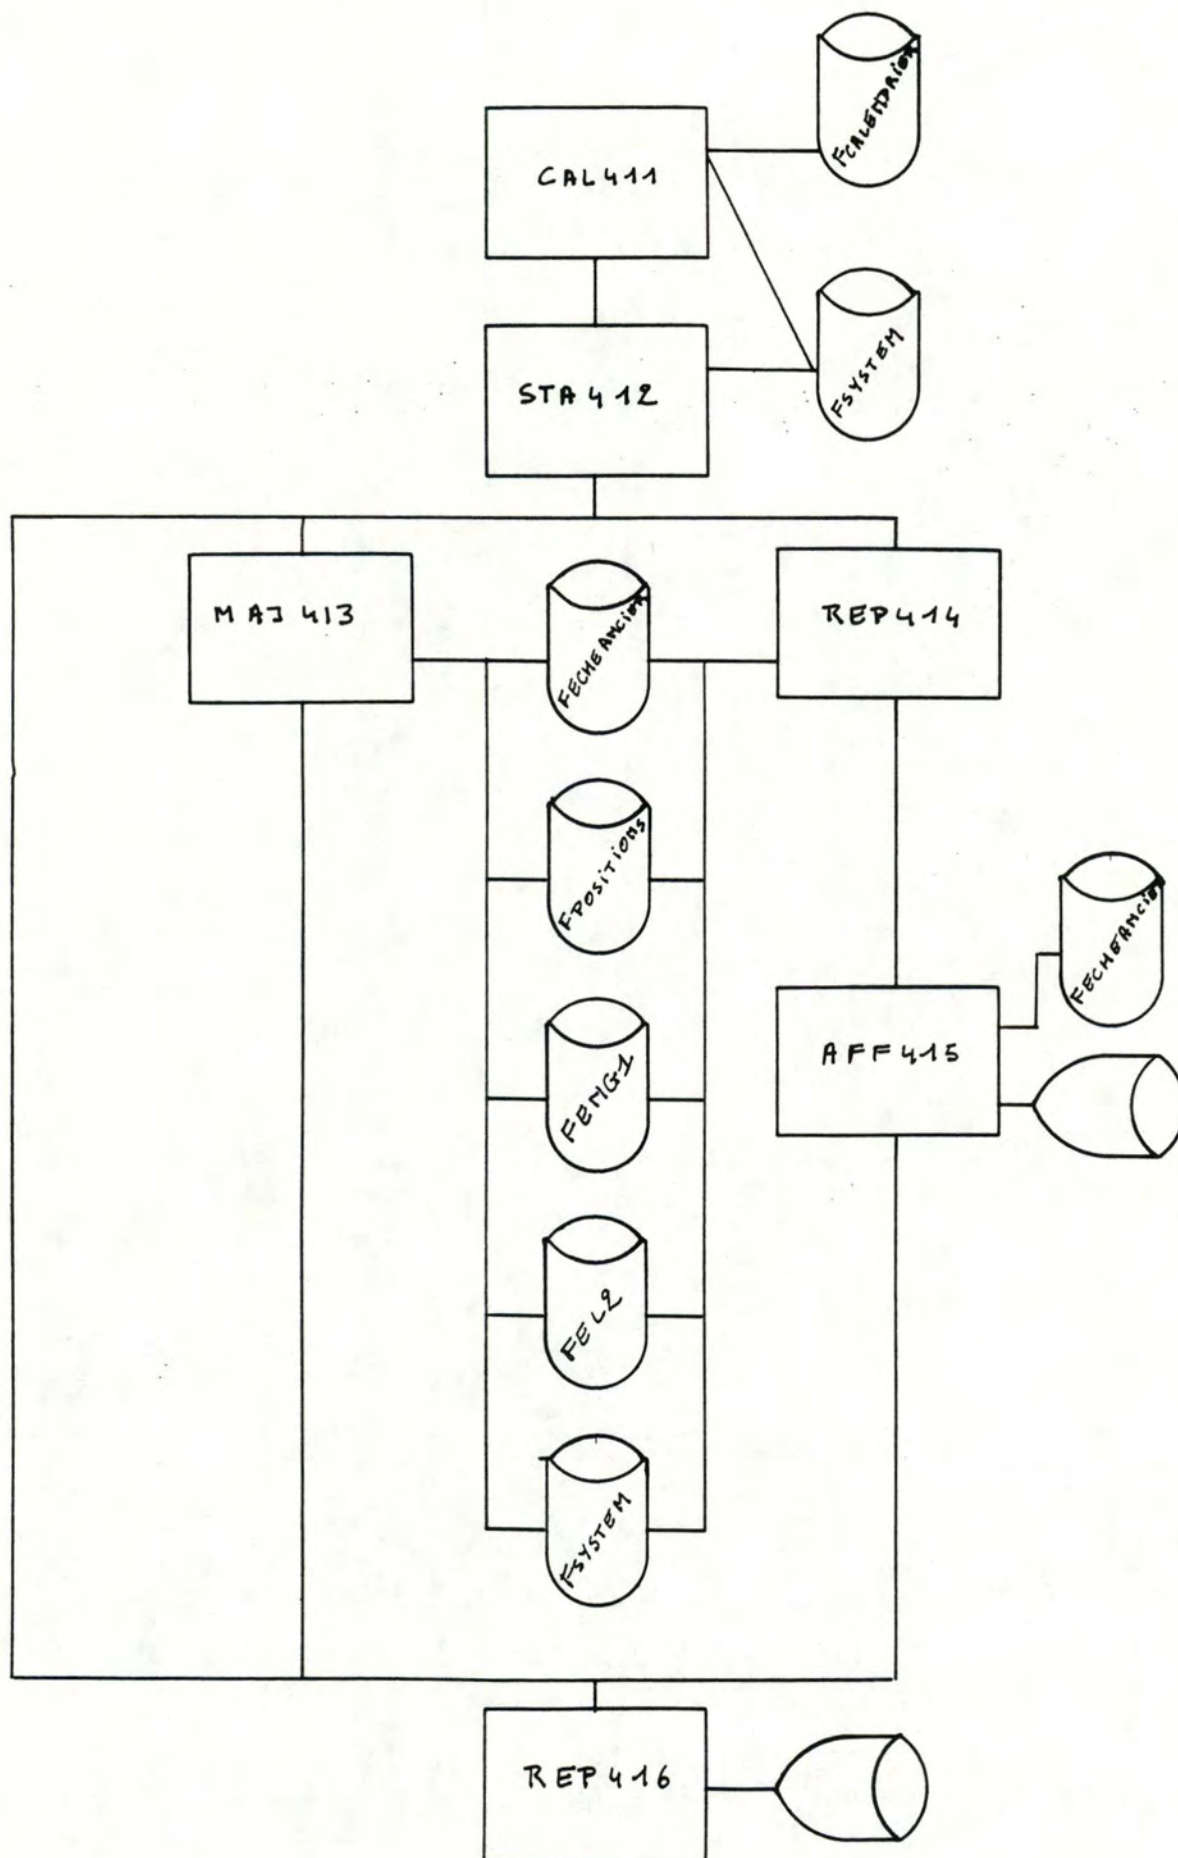 FCALENDRIER
CAL411
FSYSTEM
STA412
MAJ413
FECHEANCIER
REP414
FPOSITIONS
FECHEANCIER
FEMG1
AFF415
FEL2
FSYSTEM
REP416